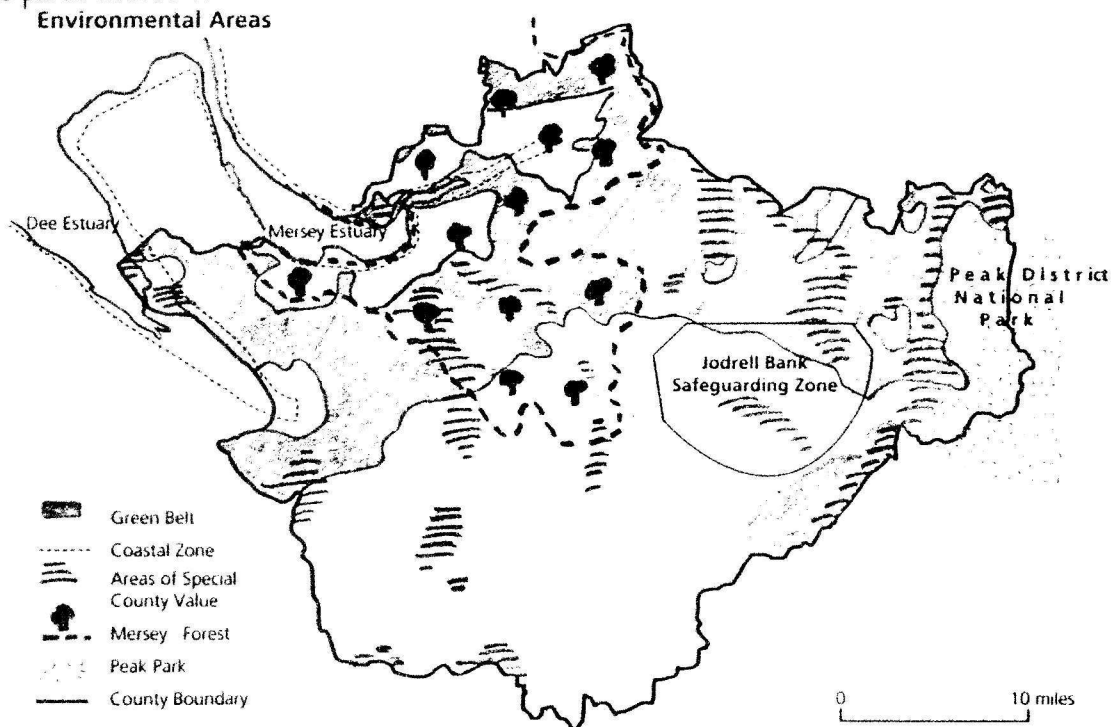 Environmental Areas
Dee Estuary
Mersey Estuary
Peak District
National
Park
Jodrell Bank
Safeguarding Zone
Green Belt
Coastal Zone
Areas of Special
County Value
Mersey Forest
Peak Park
County Boundary
0 10 miles